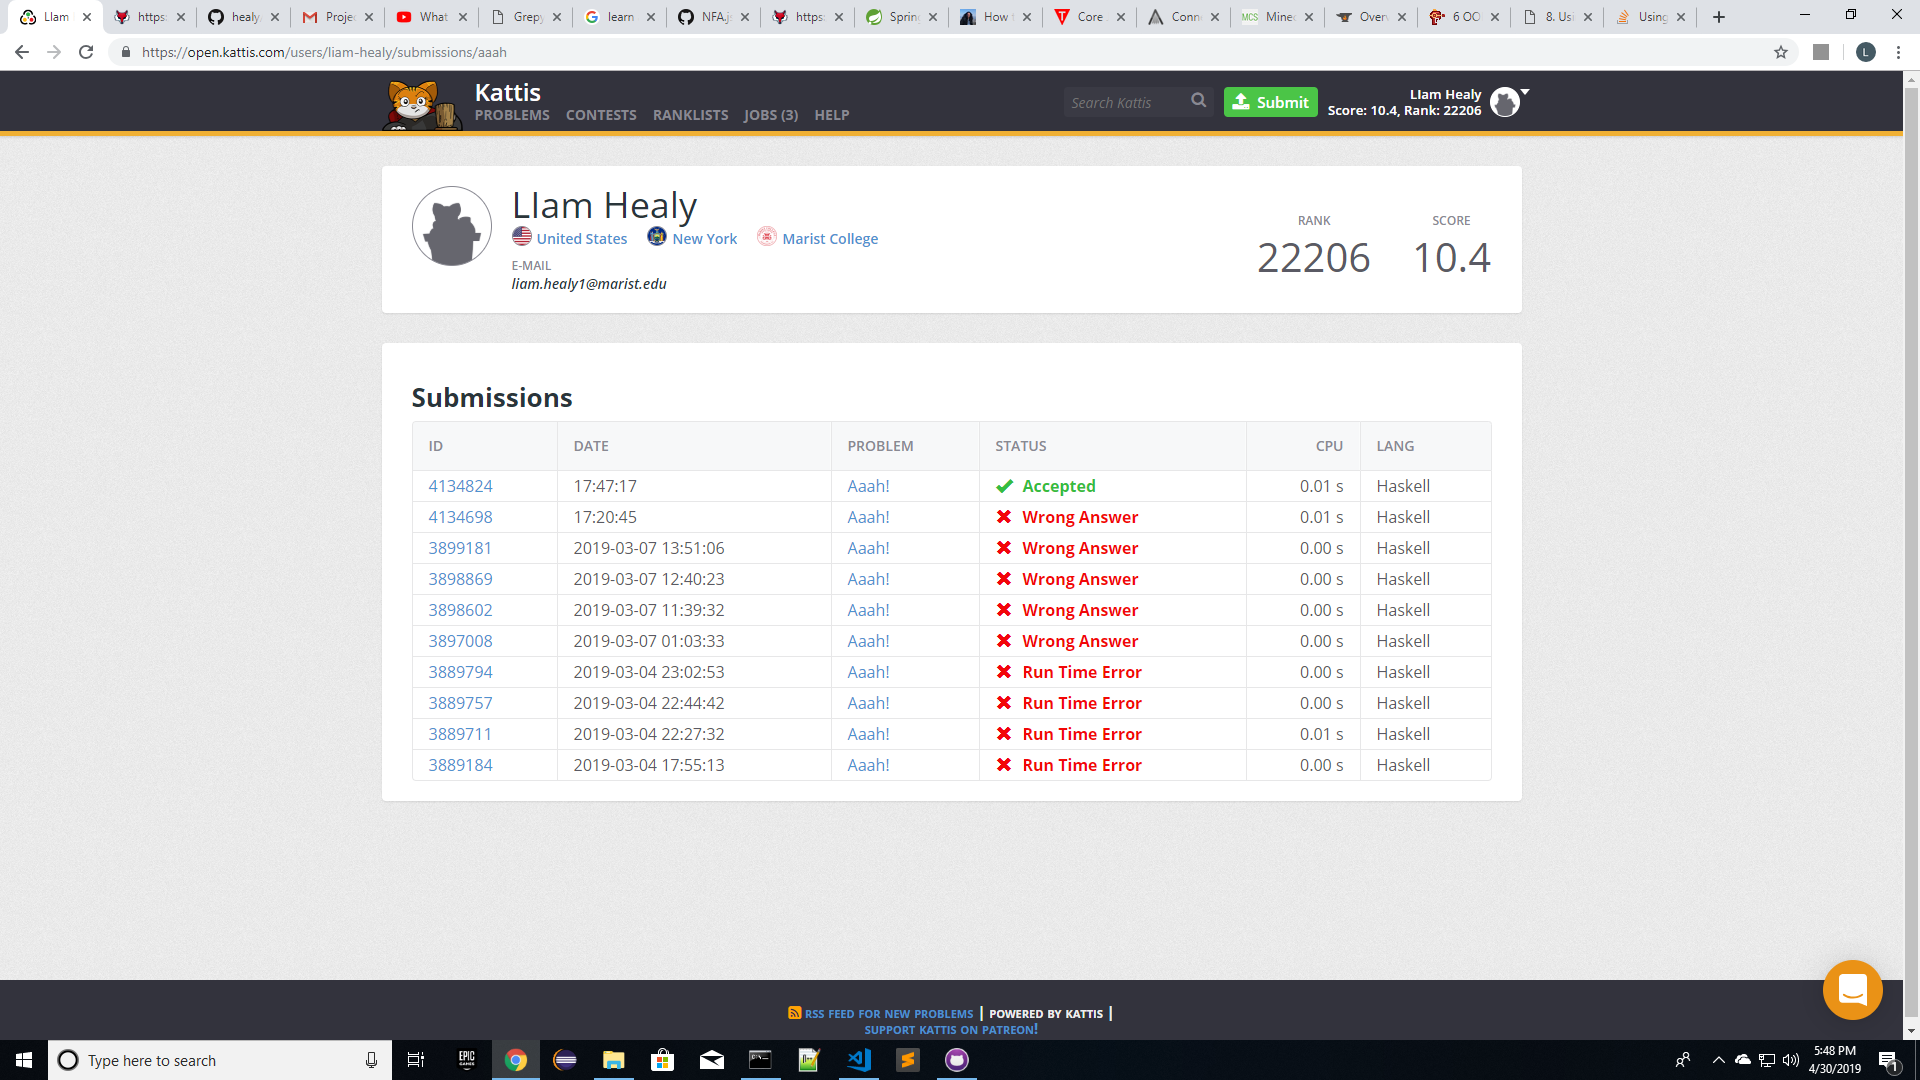 Llam
https:
healy
Proje
What
Grep
learn
NFA.j
https:
Spring
How
Core
Conn
MCS Mine
Over
6 OO
8. Usi
Using
https://open.kattis.com/users/liam-healy/submissions/aaah
L
Kattis
PROBLEMS CONTESTS RANKLISTS JOBS (3) HELP
Search Kattis
Submit
LIam Healy
Score: 10.4, Rank: 22206
LIam Healy
United States New York Marist College
E-MAIL
liam.healy1@marist.edu
RANK
22206
SCORE
10.4
Submissions
ID DATE PROBLEM STATUS CPU LANG
4134824 17:47:17 Aaah! Accepted 0.01 s Haskell
4134698 17:20:45 Aaah! Wrong Answer 0.01 s Haskell
3899181 2019-03-07 13:51:06 Aaah! Wrong Answer 0.00 s Haskell
3898869 2019-03-07 12:40:23 Aaah! Wrong Answer 0.00 s Haskell
3898602 2019-03-07 11:39:32 Aaah! Wrong Answer 0.00 s Haskell
3897008 2019-03-07 01:03:33 Aaah! Wrong Answer 0.00 s Haskell
3889794 2019-03-04 23:02:53 Aaah! Run Time Error 0.00 s Haskell
3889757 2019-03-04 22:44:42 Aaah! Run Time Error 0.00 s Haskell
3889711 2019-03-04 22:27:32 Aaah! Run Time Error 0.01 s Haskell
3889184 2019-03-04 17:55:13 Aaah! Run Time Error 0.00 s Haskell
RSS FEED FOR NEW PROBLEMS | POWERED BY KATTIS |
SUPPORT KATTIS ON PATREON!
Type here to search
EPIC
GAMES
5:48 PM
4/30/2019
1